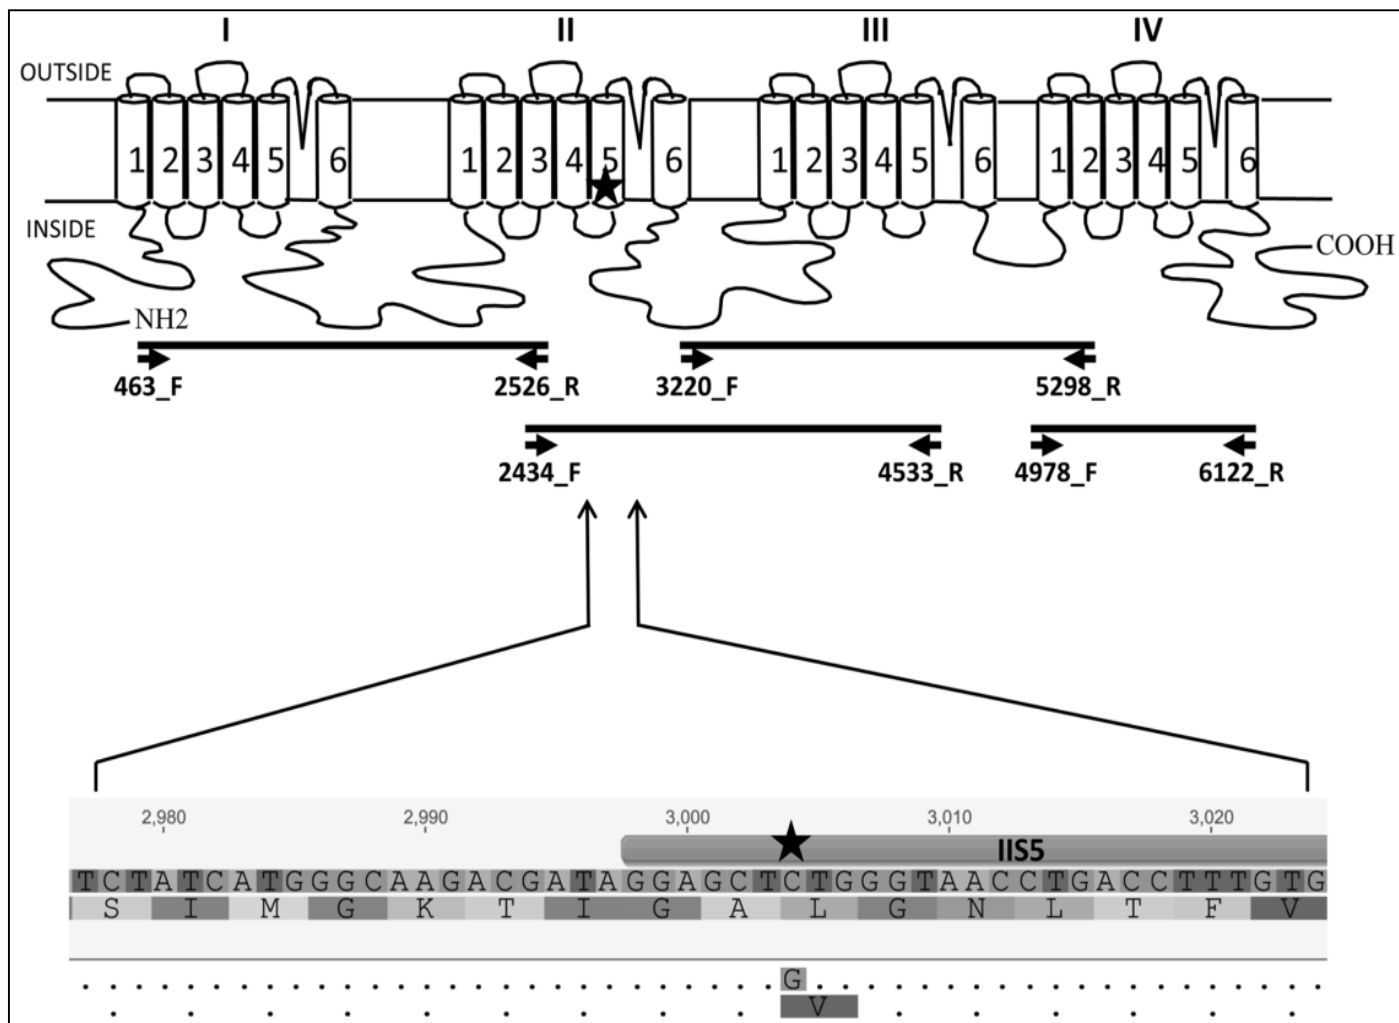 I II III IV
OUTSIDE
1 2 3 4 5 6 1 2 3 4 5 6 1 2 3 4 5 6 1 2 3 4 5 6
INSIDE
COOH
NH2
463_F 2526_R 3220_F 5298_R
2434_F 4533_R 4978_F 6122_R
2,980 2,990 3,000 3,010 3,020
IIS5
TCTATCATGGGCAAGACGATAGGAGCTCTGGGTAACCTGACCTTTGTG
S I M G K T I G A L G N L T F V
G
V